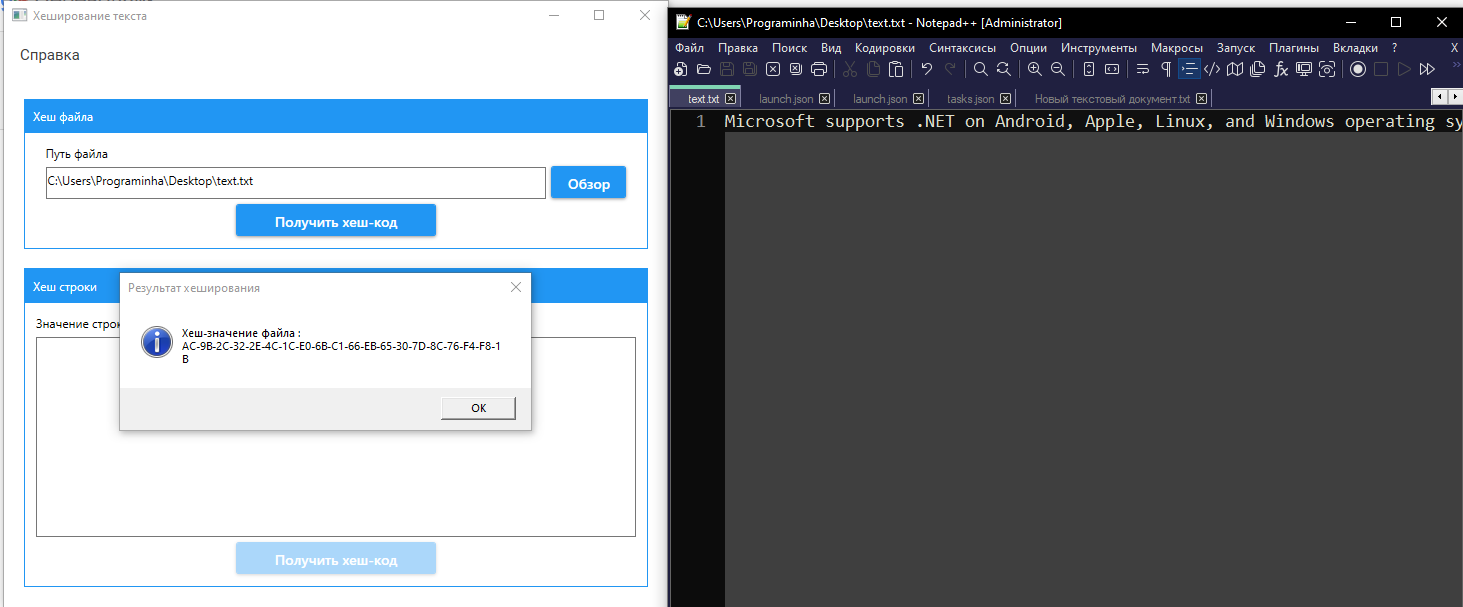 Хеширование текста
Справка
Хеш файла
Путь файла
C:\Users\Programinha\Desktop\text.txt
Обзор
Получить хеш-код
Хеш строки
Значение строк
Результат хеширования
Хеш-значение файла :
AC-9B-2C-32-2E-4C-1C-E0-6B-C1-66-EB-65-30-7D-8C-76-F4-F8-1
B
OK
Получить хеш-код
C:\Users\Programinha\Desktop\text.txt - Notepad++ [Administrator]
Файл Правка Поиск Вид Кодировки Синтаксисы Опции Инструменты Макросы Запуск Плагины Вкладки ? X
text.txt launch.json launch.json tasks.json Новый текстовый документ.txt
1 Microsoft supports .NET on Android, Apple, Linux, and Windows operating sy